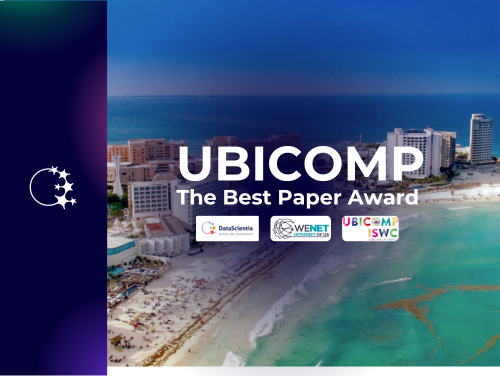 UBICOMP
The Best Paper Award
DataScientia
WENET
INTERNET OF US
UBICOMP
ISWC